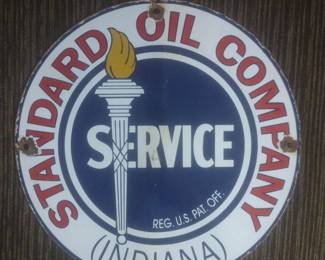 STANDARD OIL COMPANY
SERVICE
REG. U.S. PAT. OFF.
(INDIANA)